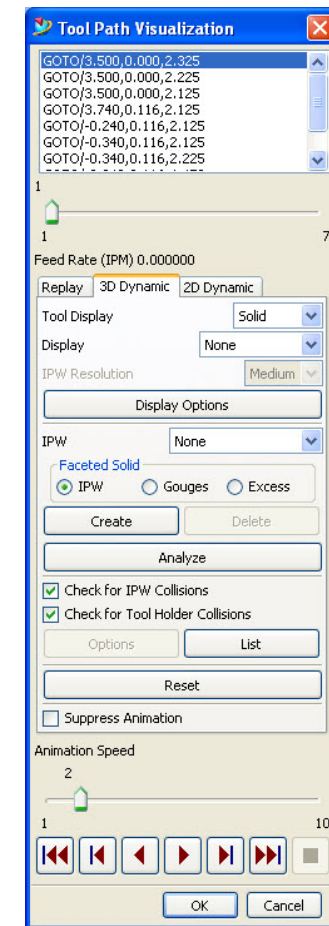 Tool Path Visualization
GOTO/3.500,0.000,2.325
GOTO/3.500,0.000,2.225
GOTO/3.500,0.000,2.125
GOTO/3.740,0.116,2.125
GOTO/-0.240,0.116,2.125
GOTO/-0.340,0.116,2.125
GOTO/-0.340,0.116,2.225
1
1 7
Feed Rate (IPM) 0.000000
Replay 3D Dynamic 2D Dynamic
Tool Display Solid
Display None
IPW Resolution Medium
Display Options
IPW None
Faceted Solid
IPW Gouges Excess
Create Delete
Analyze
Check for IPW Collisions
Check for Tool Holder Collisions
Options List
Reset
Suppress Animation
Animation Speed
2
1 10
OK Cancel